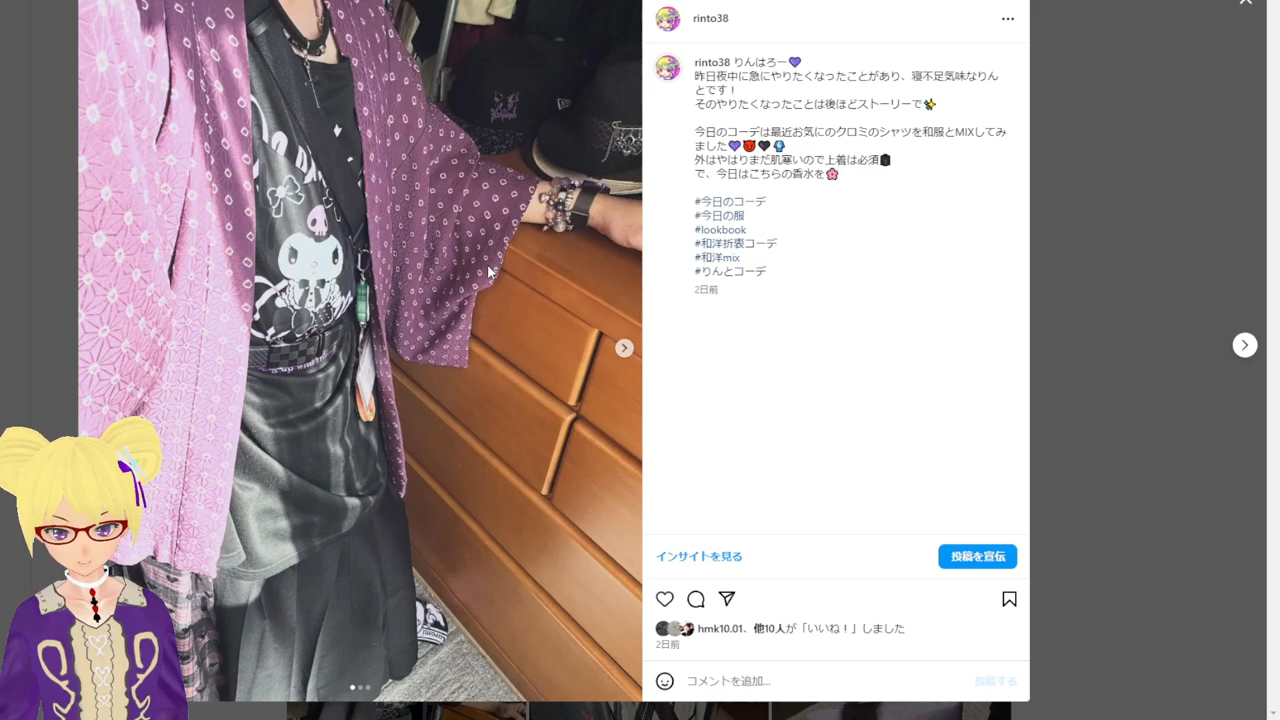 rinto38
rinto38 りんはろー💜
昨日夜中に急にやりたくなったことがあり、寝不足気味なりん
とです！
そのやりたくなったことは後ほどストーリーで✨
今日のコーデは最近お気にのクロミのシャツを和服とMIXしてみ
ました💜👿🖤
外はやはりまだ肌寒いので上着は必須
で、今日はこちらの香水を🌸
#今日のコーデ
#今日の服
#lookbook
#和洋折衷コーデ
#和洋mix
#りんとコーデ
2日前
インサイトを見る
投稿を宣伝
hmk10.01、他10人が「いいね！」しました
2日前
コメントを追加...
投稿する